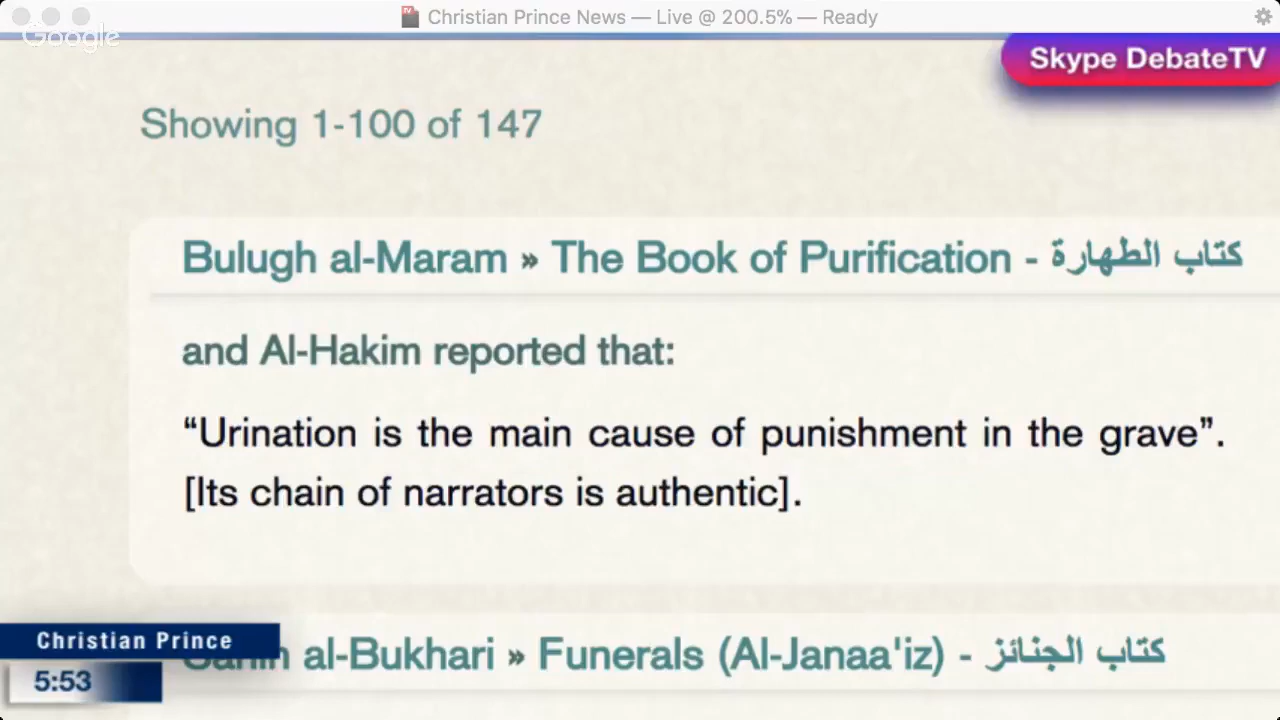 Christian Prince News — Live @ 200.5% — Ready
Google
Skype DebateTV
Showing 1-100 of 147
Bulugh al-Maram » The Book of Purification - كتاب الطهارة
and Al-Hakim reported that:
“Urination is the main cause of punishment in the grave”.
[Its chain of narrators is authentic].
Christian Prince
Sahih al-Bukhari » Funerals (Al-Janaa'iz) - كتاب الجنائز
5:53